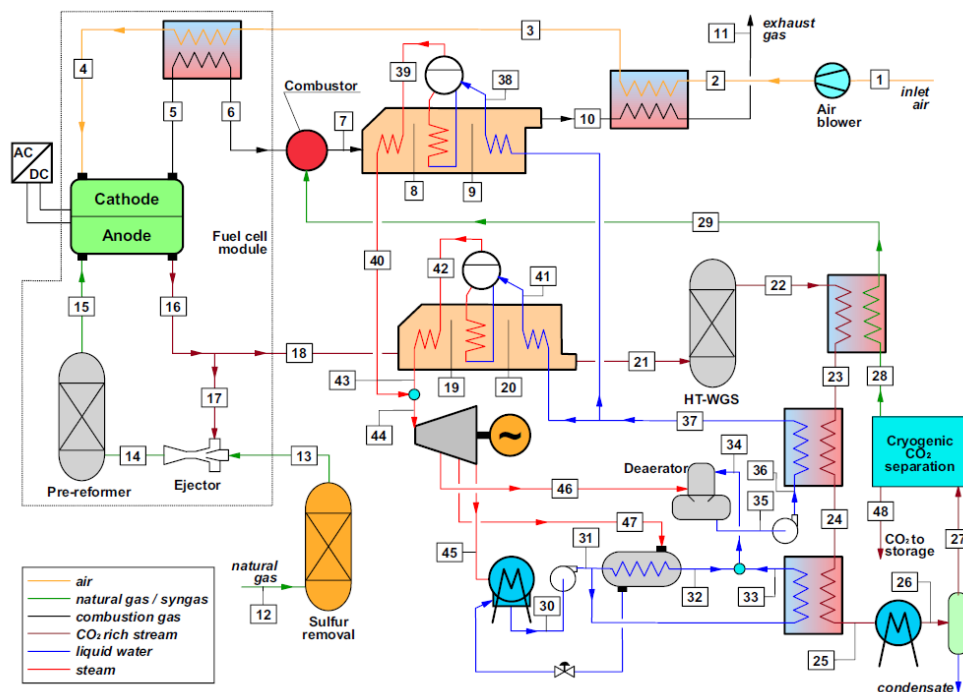 exhaust
gas
11
3
4
39
38
2
1
inlet
air
Air
blower
Combustor
5
6
7
10
8
9
AC
DC
Cathode
Anode
Fuel cell
module
29
40
42
41
15
16
22
18
21
19
20
HT-WGS
23
28
17
43
44
37
34
36
Cryogenic
CO₂
separation
14
13
Pre-reformer
Ejector
Deaerator
35
46
24
48
CO₂ to
storage
27
47
45
31
natural
gas
12
Sulfur
removal
30
32
33
26
25
condensate
air
natural gas / syngas
combustion gas
CO₂ rich stream
liquid water
steam